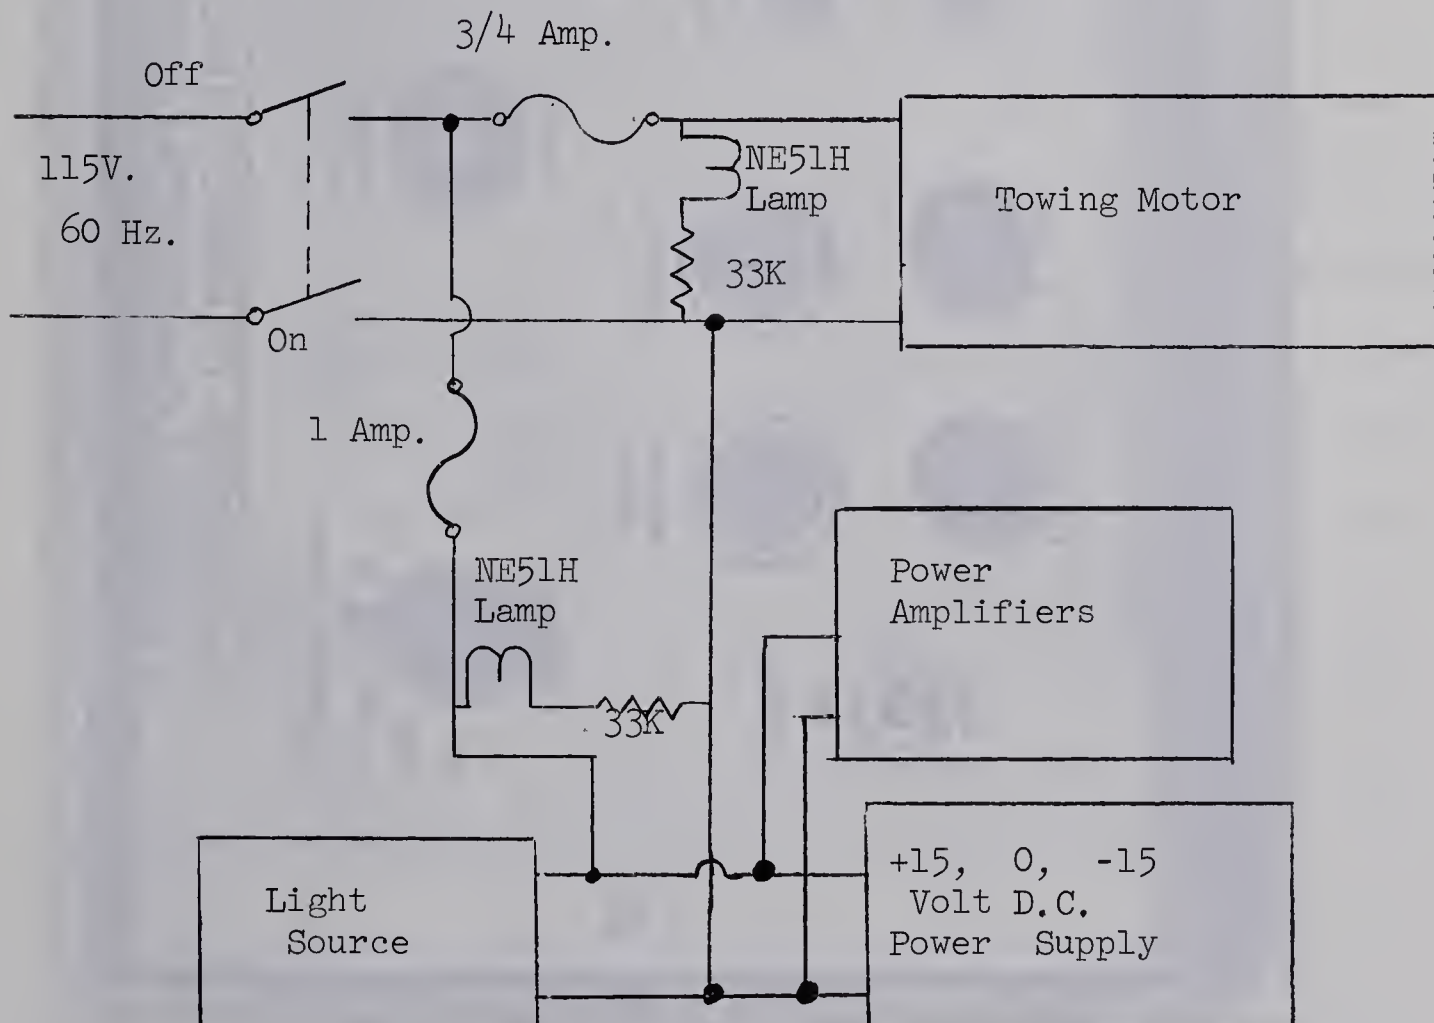 3/4 Amp.
Off
115V.
60 Hz.
On
NE51H
Lamp
33K
Towing Motor
1 Amp.
NE51H
Lamp
33K
Power
Amplifiers
Light
Source
+15, 0, -15
Volt D.C.
Power Supply